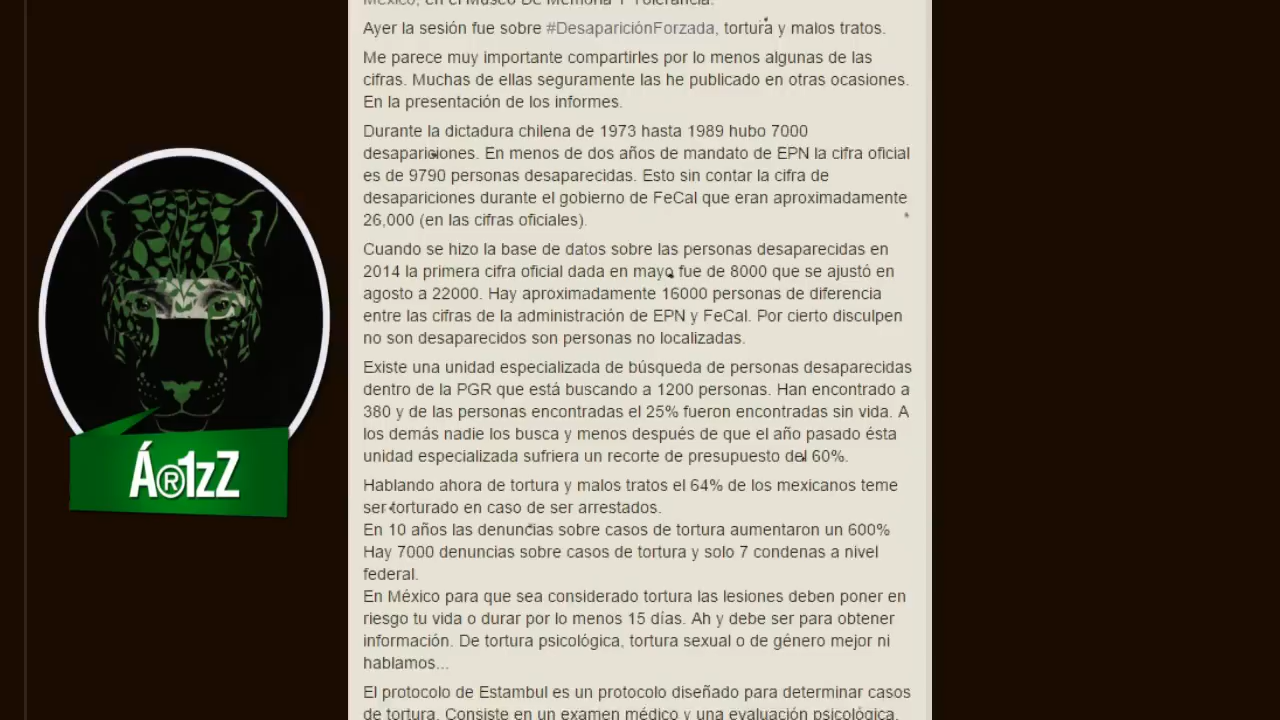 México, en el Museo De Memoria Y Tolerancia.
Ayer la sesión fue sobre #DesapariciónForzada, tortura y malos tratos.
Me parece muy importante compartirles por lo menos algunas de las
cifras. Muchas de ellas seguramente las he publicado en otras ocasiones.
En la presentación de los informes.
Durante la dictadura chilena de 1973 hasta 1989 hubo 7000
desapariciones. En menos de dos años de mandato de EPN la cifra oficial
es de 9790 personas desaparecidas. Esto sin contar la cifra de
desapariciones durante el gobierno de FeCal que eran aproximadamente
26,000 (en las cifras oficiales).
Cuando se hizo la base de datos sobre las personas desaparecidas en
2014 la primera cifra oficial dada en mayo fue de 8000 que se ajustó en
agosto a 22000. Hay aproximadamente 16000 personas de diferencia
entre las cifras de la administración de EPN y FeCal. Por cierto disculpen
no son desaparecidos son personas no localizadas.
Existe una unidad especializada de búsqueda de personas desaparecidas
dentro de la PGR que está buscando a 1200 personas. Han encontrado a
380 y de las personas encontradas el 25% fueron encontradas sin vida. A
los demás nadie los busca y menos después de que el año pasado ésta
unidad especializada sufriera un recorte de presupuesto del 60%.
Hablando ahora de tortura y malos tratos el 64% de los mexicanos teme
ser torturado en caso de ser arrestados.
En 10 años las denuncias sobre casos de tortura aumentaron un 600%
Hay 7000 denuncias sobre casos de tortura y solo 7 condenas a nivel
federal.
En México para que sea considerado tortura las lesiones deben poner en
riesgo tu vida o durar por lo menos 15 días. Ah y debe ser para obtener
información. De tortura psicológica, tortura sexual o de género mejor ni
hablamos...
El protocolo de Estambul es un protocolo diseñado para determinar casos
de tortura. Consiste en un examen médico y una evaluación psicológica.
Á®1zZ